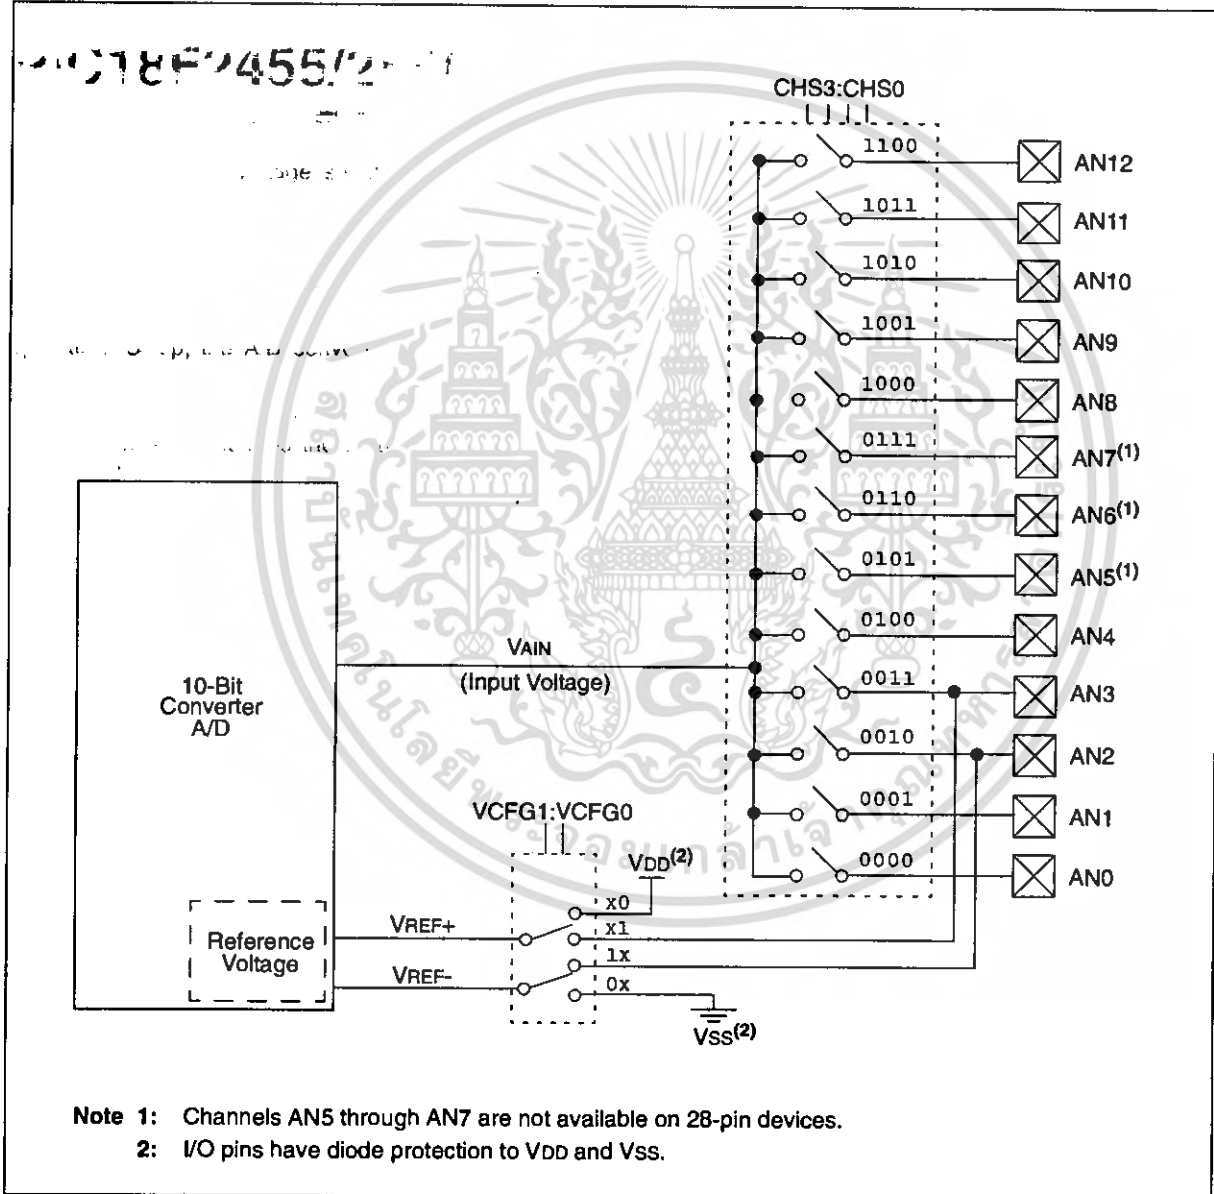 CHS3:CHS0
1100 AN12
1011 AN11
1010 AN10
1001 AN9
1000 AN8
0111 AN7(1)
0110 AN6(1)
0101 AN5(1)
0100 AN4
VAIN
(Input Voltage)
0011 AN3
10-Bit
Converter
A/D
0010 AN2
0001 AN1
VCFG1:VCFG0
0000 AN0
VDD(2)
x0
VREF+
x1
Reference
Voltage
1x
VREF-
0x
VSS(2)
Note 1: Channels AN5 through AN7 are not available on 28-pin devices.
2: I/O pins have diode protection to VDD and VSS.